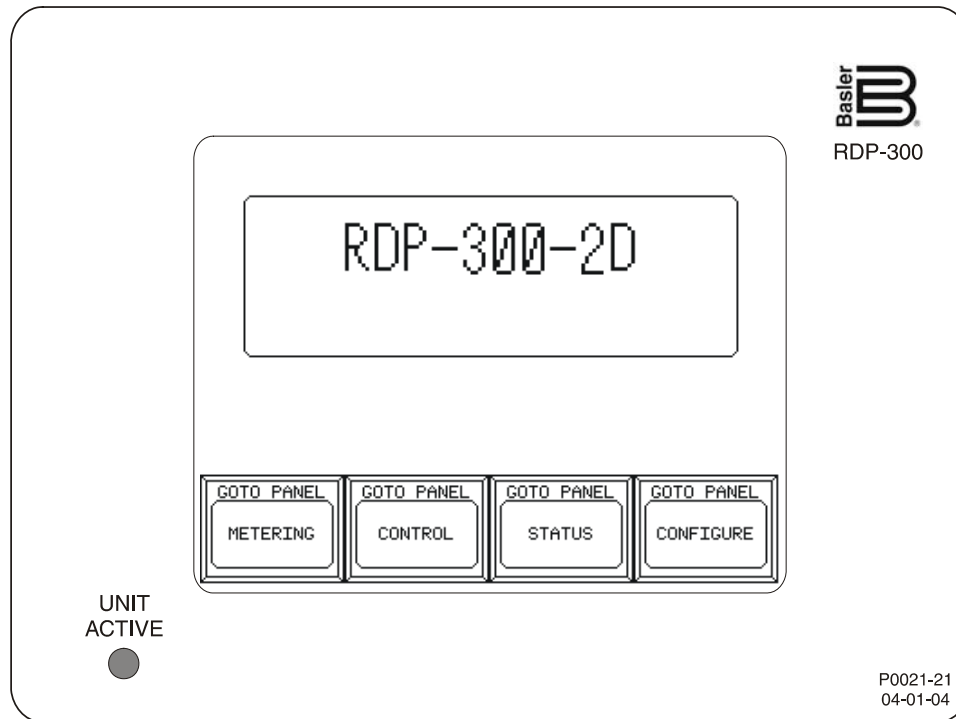 Basler
RDP-300
RDP-300-2D
GOTO PANEL
METERING
GOTO PANEL
CONTROL
GOTO PANEL
STATUS
GOTO PANEL
CONFIGURE
UNIT
ACTIVE
P0021-21
04-01-04